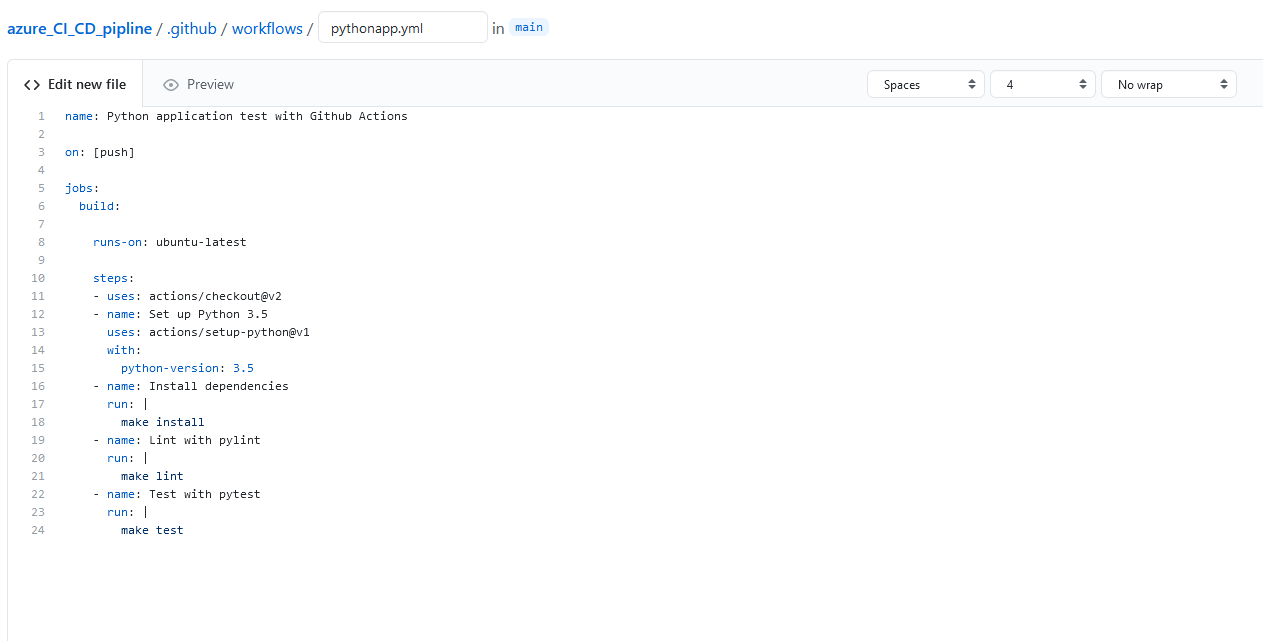 azure_CI_CD_pipline / .github / workflows / pythonapp.yml in main
Edit new file Preview Spaces 4 No wrap
1 name: Python application test with Github Actions
2
3 on: [push]
4
5 jobs:
6   build:
7
8     runs-on: ubuntu-latest
9
10     steps:
11     - uses: actions/checkout@v2
12     - name: Set up Python 3.5
13       uses: actions/setup-python@v1
14       with:
15         python-version: 3.5
16     - name: Install dependencies
17       run: |
18         make install
19     - name: Lint with pylint
20       run: |
21         make lint
22     - name: Test with pytest
23       run: |
24         make test